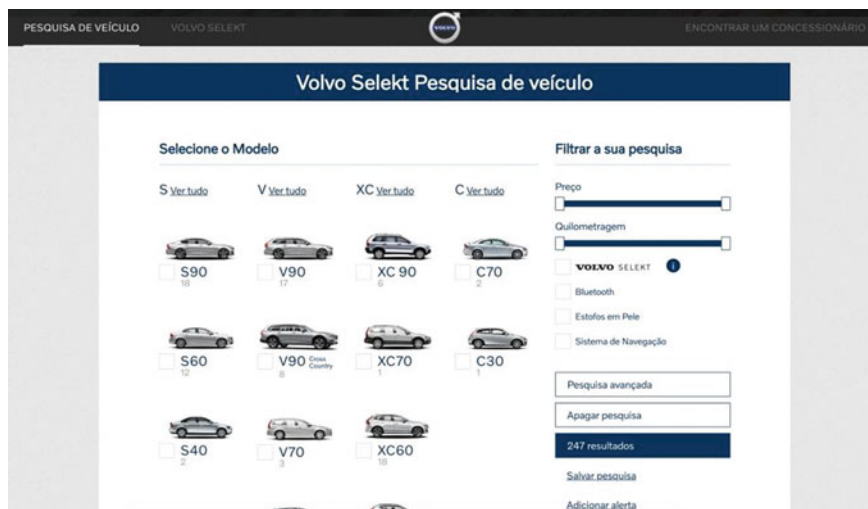 PESQUISA DE VEÍCULO
VOLVO SELEKT
VOLVO
ENCONTRAR UM CONCESSIONÁRIO
Volvo Selekt Pesquisa de veículo
Selecione o Modelo
S Ver tudo
V Ver tudo
XC Ver tudo
C Ver tudo
S90
18
V90
17
XC 90
6
C70
2
S60
12
V90 Cross Country
8
XC70
1
C30
1
S40
2
V70
3
XC60
18
Filtrar a sua pesquisa
Preço
Quilometragem
VOLVO SELEKT i
Bluetooth
Estofos em Pele
Sistema de Navegação
Pesquisa avançada
Apagar pesquisa
247 resultados
Salvar pesquisa
Adicionar alerta